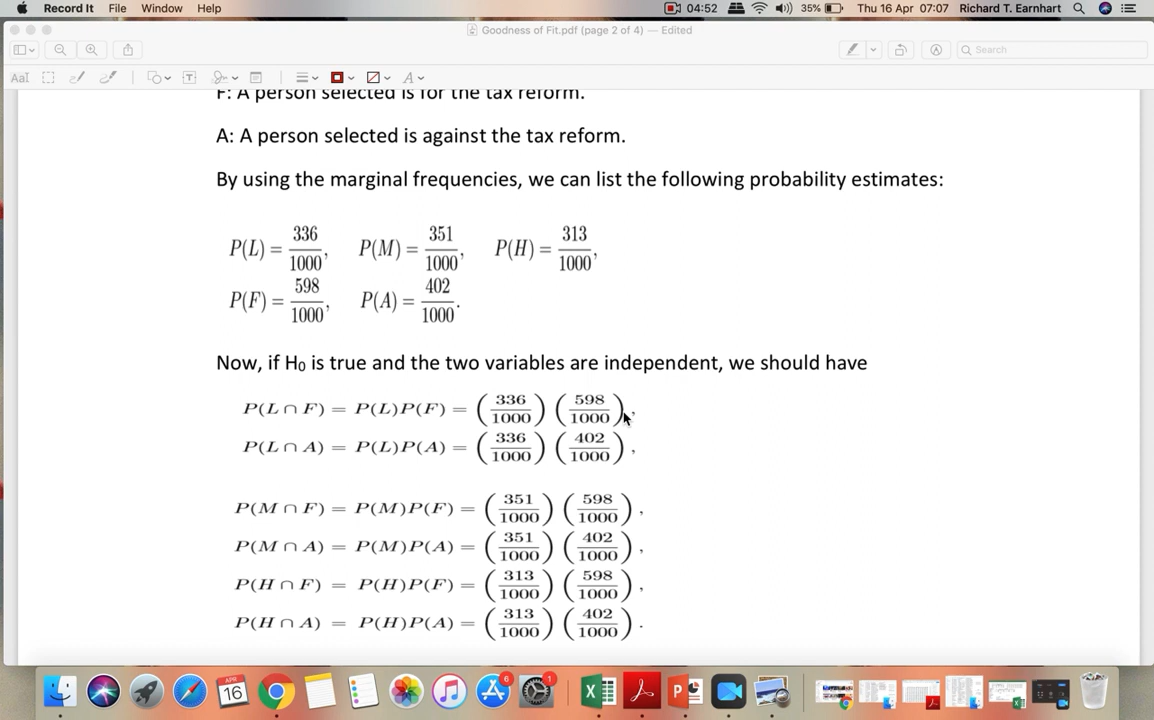 Record It File Window Help 04:52 35% Thu 16 Apr 07:07 Richard T. Earnhart
Goodness of Fit.pdf (page 2 of 4) — Edited
Search
AaI T A
F: A person selected is for the tax reform.
A: A person selected is against the tax reform.
By using the marginal frequencies, we can list the following probability estimates:
P(L) = 336/1000, P(M) = 351/1000, P(H) = 313/1000,
P(F) = 598/1000, P(A) = 402/1000.
Now, if H₀ is true and the two variables are independent, we should have
P(L ∩ F) = P(L)P(F) = (336/1000)(598/1000),
P(L ∩ A) = P(L)P(A) = (336/1000)(402/1000),
P(M ∩ F) = P(M)P(F) = (351/1000)(598/1000),
P(M ∩ A) = P(M)P(A) = (351/1000)(402/1000),
P(H ∩ F) = P(H)P(F) = (313/1000)(598/1000),
P(H ∩ A) = P(H)P(A) = (313/1000)(402/1000).
APR
16 6 1